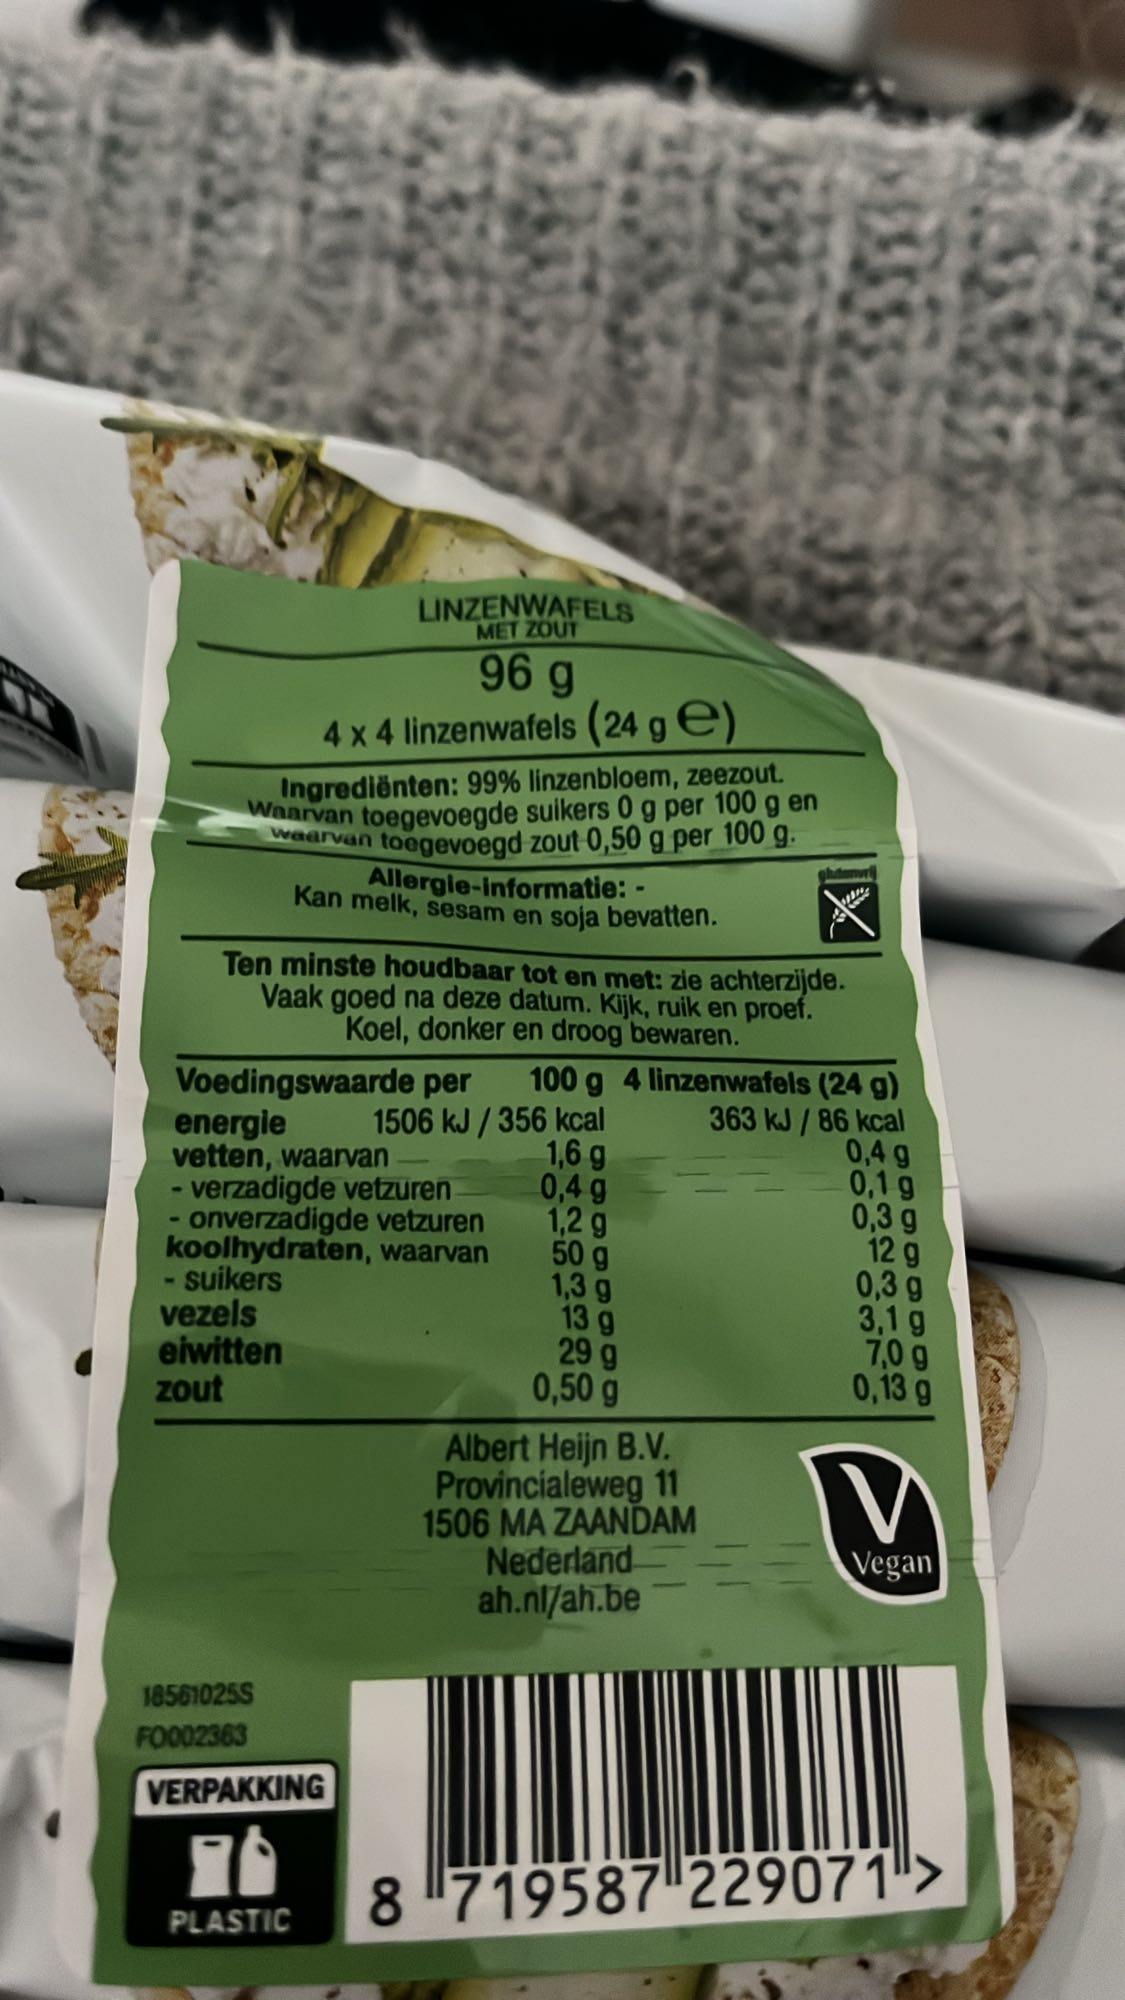 LINZENWAFELS
MET ZOUT
96 g
4 x 4 linzenwafels (24 g ℮)
Ingrediënten: 99% linzenbloem, zeezout.
Waarvan toegevoegde suikers 0 g per 100 g en
waarvan toegevoegd zout 0,50 g per 100 g.
Allergie-informatie: -
Kan melk, sesam en soja bevatten.
glutenvrij
Ten minste houdbaar tot en met: zie achterzijde.
Vaak goed na deze datum. Kijk, ruik en proef.
Koel, donker en droog bewaren.
Voedingswaarde per 100 g 4 linzenwafels (24 g)
energie 1506 kJ / 356 kcal 363 kJ / 86 kcal
vetten, waarvan 1,6 g 0,4 g
- verzadigde vetzuren 0,4 g 0,1 g
- onverzadigde vetzuren 1,2 g 0,3 g
koolhydraten, waarvan 50 g 12 g
- suikers 1,3 g 0,3 g
vezels 13 g 3,1 g
eiwitten 29 g 7,0 g
zout 0,50 g 0,13 g
Albert Heijn B.V.
Provincialeweg 11
1506 MA ZAANDAM
Nederland
ah.nl/ah.be
V
Vegan
18561025S
FO002363
VERPAKKING
PLASTIC
8 719587 229071 >